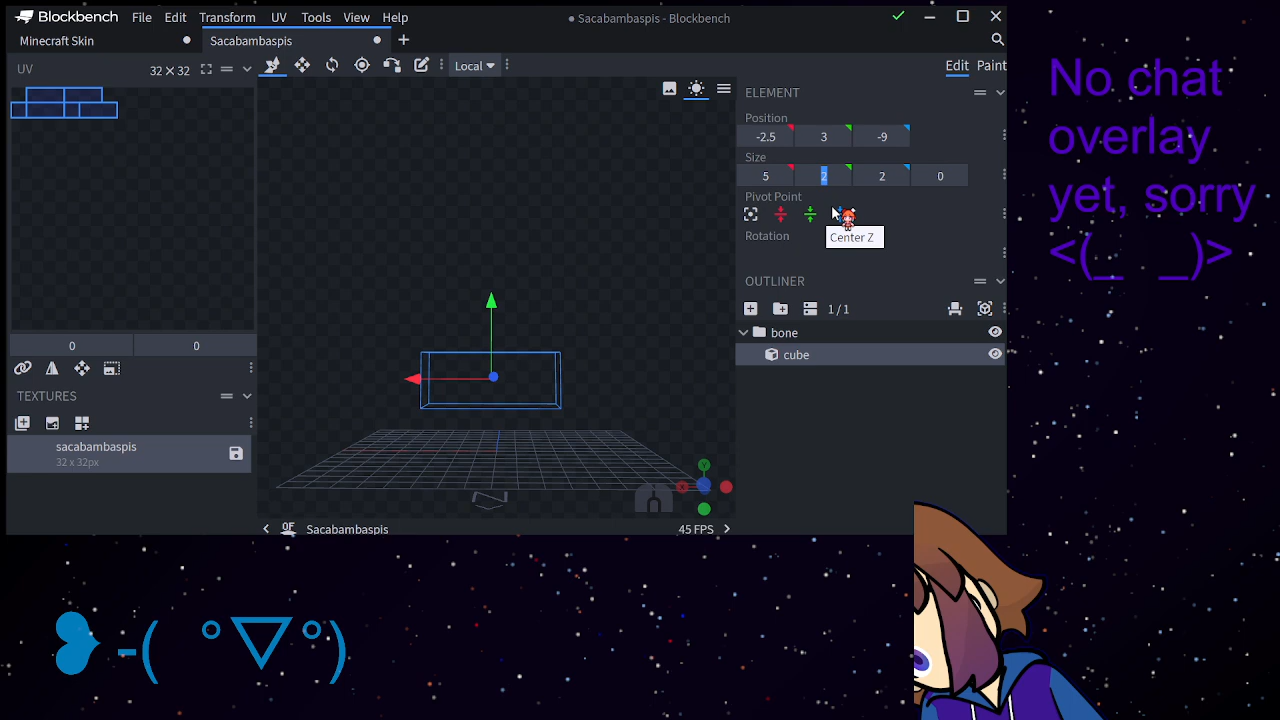 Blockbench File Edit Transform UV Tools View Help ● Sacabambaspis - Blockbench
Minecraft Skin Sacabambaspis
UV 32 × 32 Local Edit Paint
ELEMENT
Position
-2.5 3 -9
Size
5 2 2 0
Pivot Point
Center Z
Rotation
OUTLINER
1 / 1
bone
cube
0 0
TEXTURES
sacabambaspis
32 x 32px
Y
X
Sacabambaspis 45 FPS
No chat
overlay
yet, sorry
<(_ _)>
❥-( ﾟ▽ﾟ)